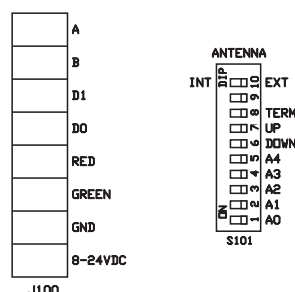 A
B
D1
D0
RED
GREEN
GND
8-24VDC
J100
ANTENNA
INT DIP 10 EXT
9
8 TERM
7 UP
6 DOWN
5 A4
4 A3
3 A2
2 A1
ON 1 A0
S101